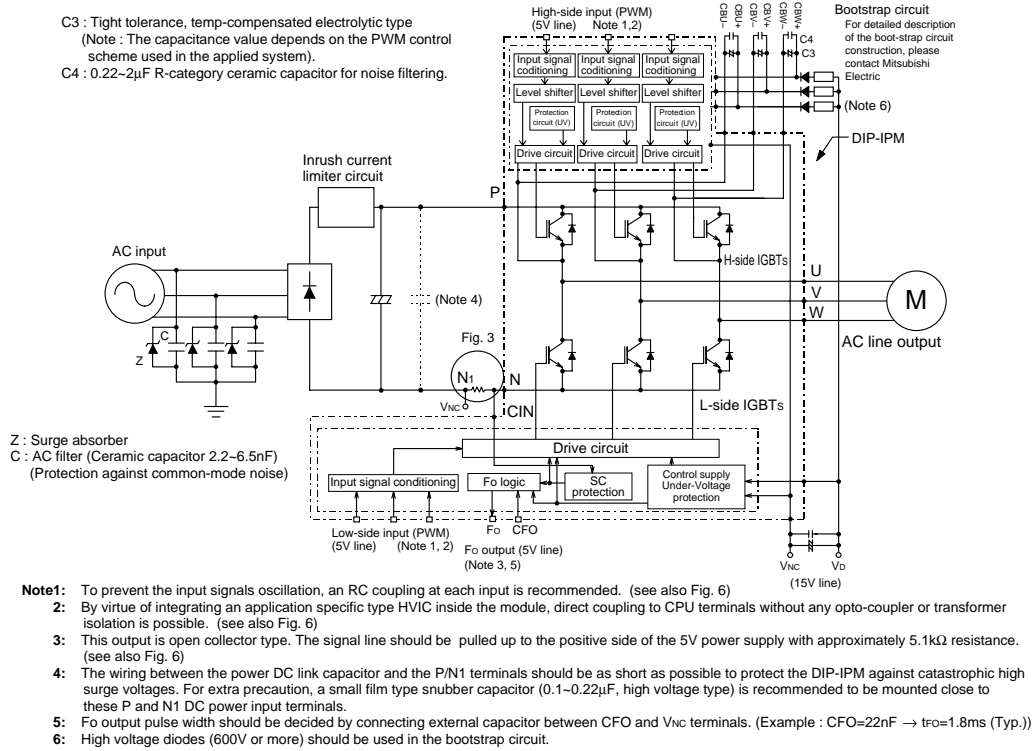 C3 : Tight tolerance, temp-compensated electrolytic type
(Note : The capacitance value depends on the PWM control
scheme used in the applied system).
C4 : 0.22~2μF R-category ceramic capacitor for noise filtering.
High-side input (PWM)
(5V line) Note 1,2)
CBU–
CBU+
CBV–
CBV+
CBW–
CBW+
C4
C3
Bootstrap circuit
For detailed description
of the boot-strap circuit
construction, please
contact Mitsubishi
Electric
(Note 6)
DIP-IPM
Input signal coditioning
Input signal coditioning
Input signal conditioning
Level shifter
Level shifter
Level shifter
Protection circuit (UV)
Protection circuit (UV)
Protection circuit (UV)
Drive circuit
Drive circuit
Drive circuit
Inrush current
limiter circuit
P
AC input
(Note 4)
H-side IGBTS
U
V
W
M
AC line output
C
Z
Fig. 3
N1
N
VNC
CIN
L-side IGBTS
Z : Surge absorber
C : AC filter (Ceramic capacitor 2.2~6.5nF)
(Protection against common-mode noise)
Drive circuit
Input signal conditioning
Fo logic
SC
protection
Control supply
Under-Voltage
protection
Low-side input (PWM)
(5V line) (Note 1, 2)
FO CFO
FO output (5V line)
(Note 3, 5)
VNC VD
(15V line)
Note1: To prevent the input signals oscillation, an RC coupling at each input is recommended. (see also Fig. 6)
2: By virtue of integrating an application specific type HVIC inside the module, direct coupling to CPU terminals without any opto-coupler or transformer
isolation is possible. (see also Fig. 6)
3: This output is open collector type. The signal line should be pulled up to the positive side of the 5V power supply with approximately 5.1kΩ resistance.
(see also Fig. 6)
4: The wiring between the power DC link capacitor and the P/N1 terminals should be as short as possible to protect the DIP-IPM against catastrophic high
surge voltages. For extra precaution, a small film type snubber capacitor (0.1~0.22μF, high voltage type) is recommended to be mounted close to
these P and N1 DC power input terminals.
5: Fo output pulse width should be decided by connecting external capacitor between CFO and VNC terminals. (Example : CFO=22nF → tFO=1.8ms (Typ.))
6: High voltage diodes (600V or more) should be used in the bootstrap circuit.